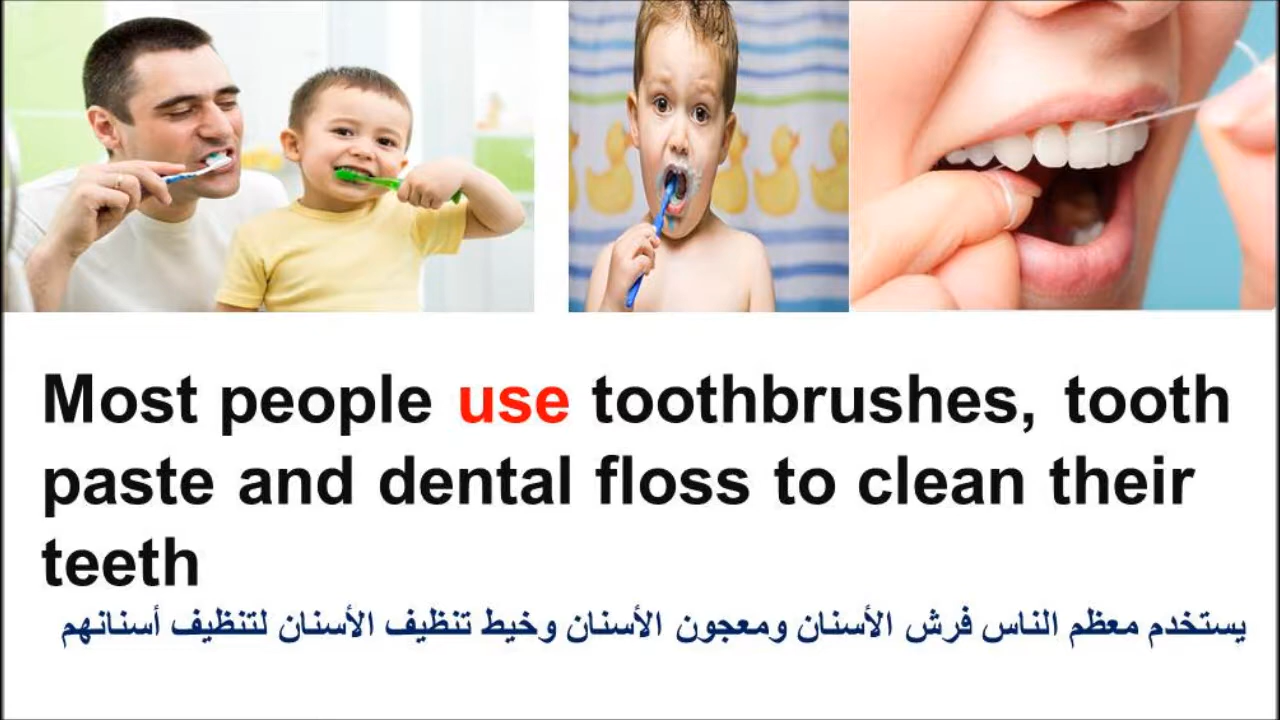 Most people use toothbrushes, tooth
paste and dental floss to clean their
teeth
يستخدم معظم الناس فرش الأسنان ومعجون الأسنان وخيط تنظيف الأسنان لتنظيف أسنانهم